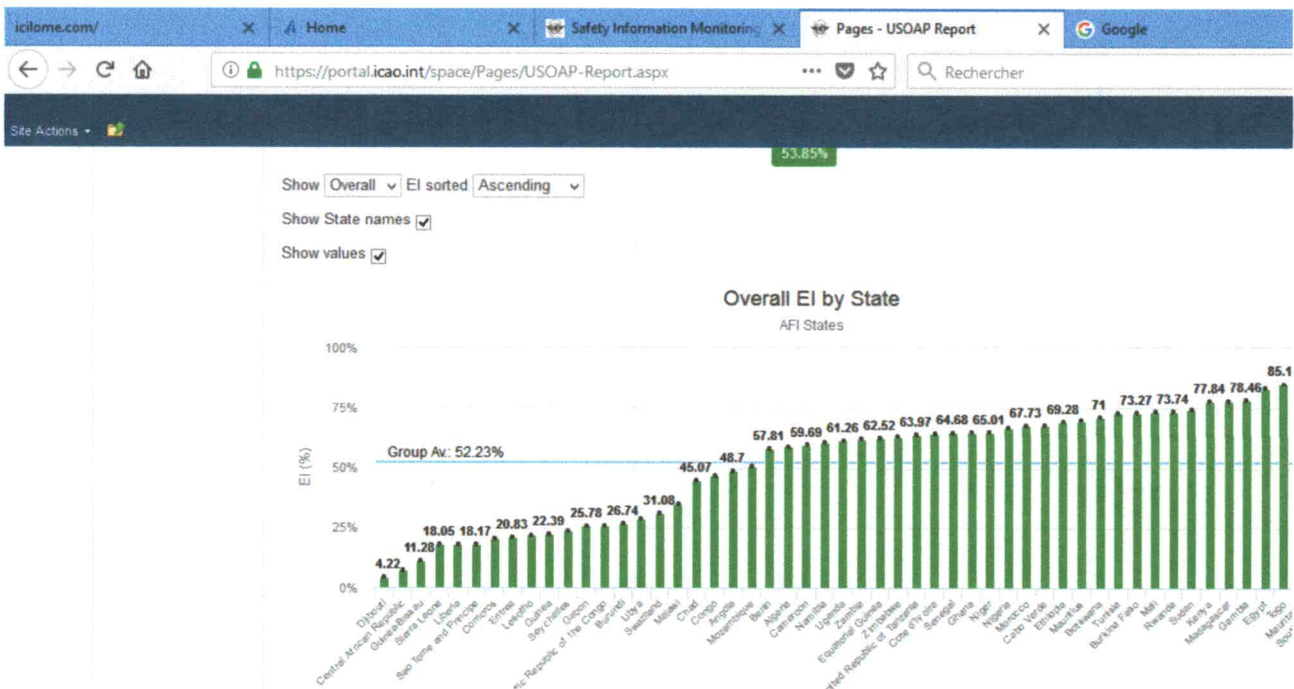 icilome.com/ Home Safety Information Monitoring Pages - USOAP Report Google
https://portal.icao.int/space/Pages/USOAP-Report.aspx Rechercher
Site Actions
53.85%
Show Overall EI sorted Ascending
Show State names
Show values
Overall EI by State
AFI States
100%
75%
50%
25%
0%
EI (%)
Group Av.: 52.23%
4.22
11.28
18.05 18.17 20.83 22.39 25.78 26.74 31.08
45.07 48.7
57.81 59.69 61.26 62.52 63.97 64.68 65.01 67.73 69.28 71 73.27 73.74 77.84 78.46 85.1
Djibouti
Central African Republic
Guinea-Bissau
Sierra Leone
Liberia
Sao Tome and Principe
Comoros
Eritrea
Lesotho
Guinea
Seychelles
Gabon
tic Republic of the Congo
Burundi
Libya
Swaziland
Malawi
Chad
Congo
Angola
Mozambique
Benin
Algeria
Cameroon
Namibia
Uganda
Zambia
Equatorial Guinea
Zimbabwe
ited Republic of Tanzania
Cote d'Ivoire
Senegal
Ghana
Niger
Nigeria
Morocco
Cabo Verde
Ethiopia
Mauritius
Botswana
Tunisia
Burkina Faso
Mali
Rwanda
Sudan
Kenya
Madagascar
Gambia
Egypt
Togo
Maurita
Sout